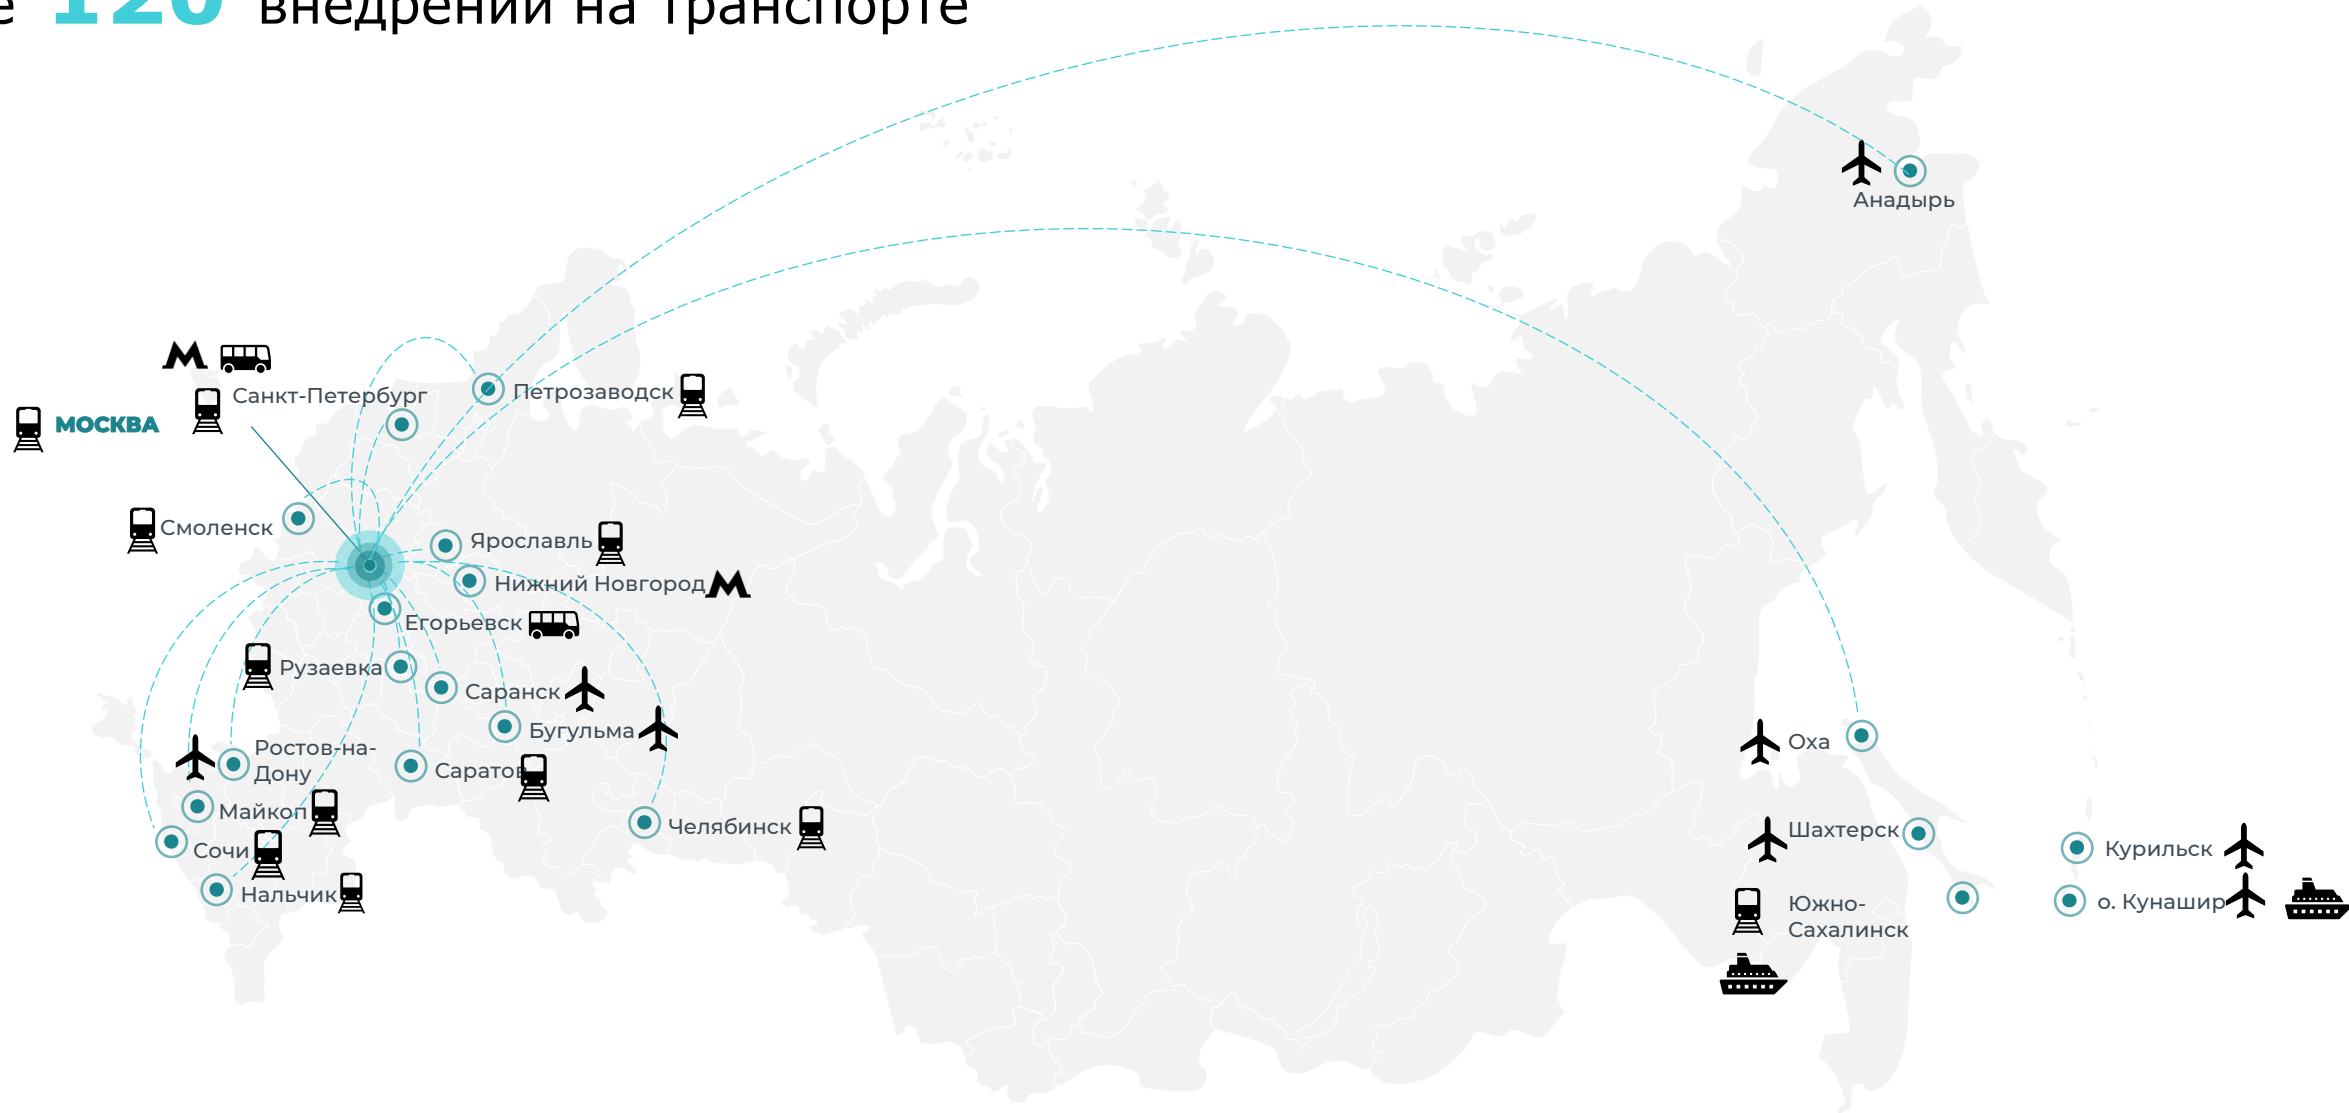 е 120 внедрений на транспорте
Анадырь
Санкт-Петербург
Петрозаводск
МОСКВА
Смоленск
Ярославль
Нижний Новгород
Егорьевск
Рузаевка
Саранск
Бугульма
Ростов-на-
Дону
Саратов
Майкоп
Сочи
Нальчик
Челябинск
Оха
Шахтерск
Южно-
Сахалинск
Курильск
о. Кунашир